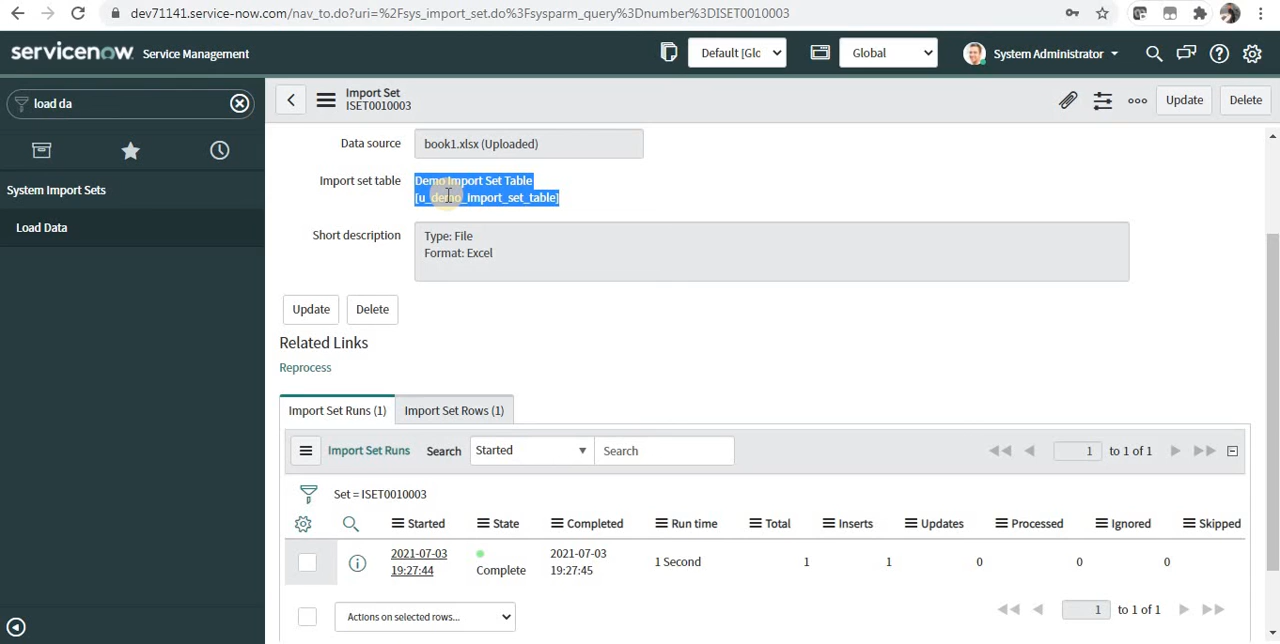 dev71141.service-now.com/nav_to.do?uri=%2Fsys_import_set.do%3Fsysparm_query%3Dnumber%3DISET0010003
servicenow Service Management
Default [Glc
Global
System Administrator
load da
Import Set
ISET0010003
Update
Delete
Data source
book1.xlsx (Uploaded)
System Import Sets
Import set table
Demo Import Set Table
[u_demo_import_set_table]
Load Data
Short description
Type: File
Format: Excel
Update
Delete
Related Links
Reprocess
Import Set Runs (1)
Import Set Rows (1)
Import Set Runs
Search
Started
Search
1
to 1 of 1
Set = ISET0010003
Started
State
Completed
Run time
Total
Inserts
Updates
Processed
Ignored
Skipped
2021-07-03
19:27:44
Complete
2021-07-03
19:27:45
1 Second
1
1
0
0
0
Actions on selected rows...
1
to 1 of 1